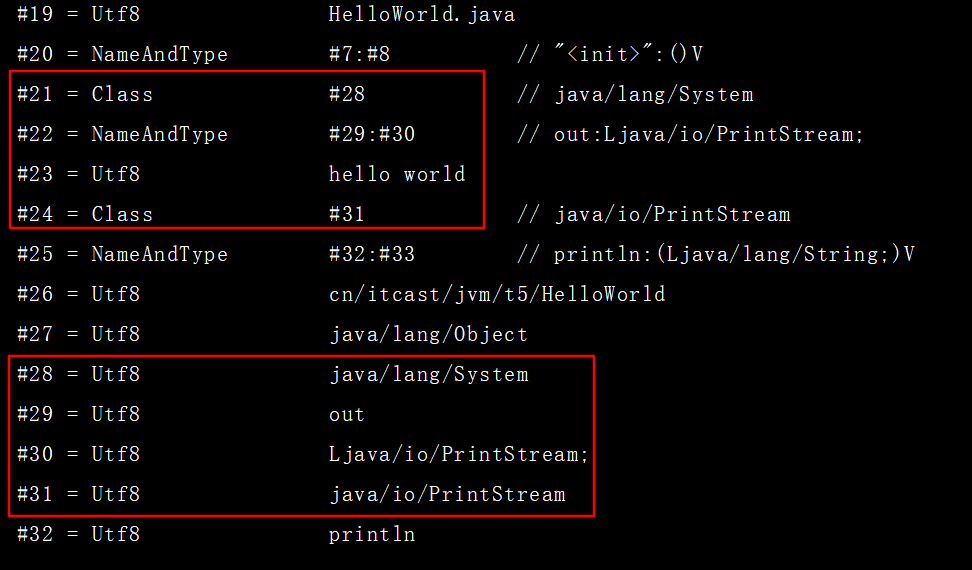 #19 = Utf8 HelloWorld.java
#20 = NameAndType #7:#8 // "<init>":()V
#21 = Class #28 // java/lang/System
#22 = NameAndType #29:#30 // out:Ljava/io/PrintStream;
#23 = Utf8 hello world
#24 = Class #31 // java/io/PrintStream
#25 = NameAndType #32:#33 // println:(Ljava/lang/String;)V
#26 = Utf8 cn/itcast/jvm/t5/HelloWorld
#27 = Utf8 java/lang/Object
#28 = Utf8 java/lang/System
#29 = Utf8 out
#30 = Utf8 Ljava/io/PrintStream;
#31 = Utf8 java/io/PrintStream
#32 = Utf8 println